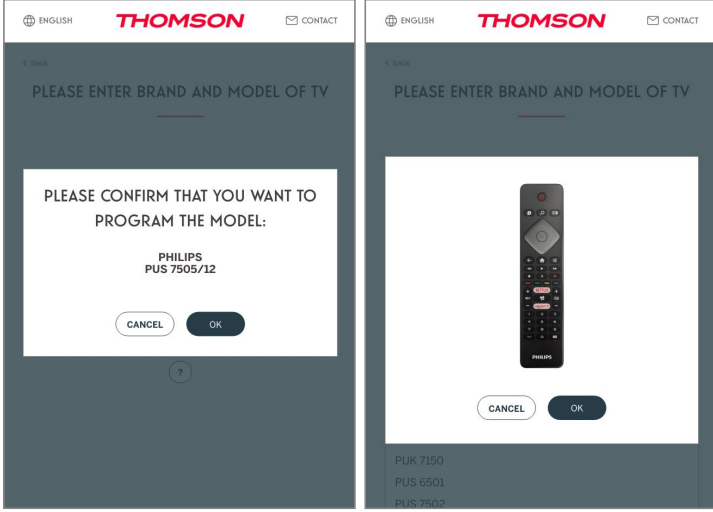 ENGLISH
THOMSON
CONTACT
< back
PLEASE ENTER BRAND AND MODEL OF TV
PLEASE CONFIRM THAT YOU WANT TO
PROGRAM THE MODEL:
PHILIPS
PUS 7505/12
CANCEL
OK
?
ENGLISH
THOMSON
CONTACT
< back
PLEASE ENTER BRAND AND MODEL OF TV
NETFLIX
PHILIPS
CANCEL
OK
PUK 7150
PUS 6501
PUS 7502